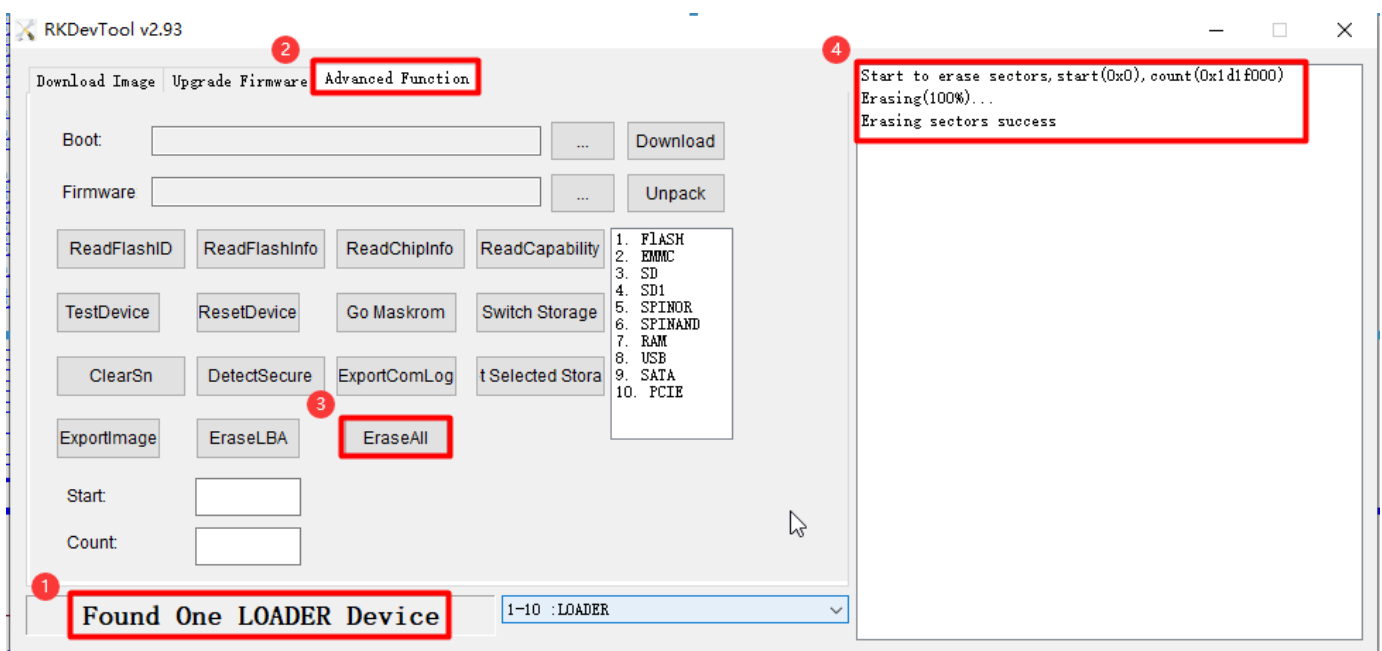 RKDevTool v2.93
2
4
Download Image
Upgrade Firmware
Advanced Function
Start to erase sectors,start(0x0),count(0x1d1f000)
Erasing(100%)...
Erasing sectors success
Boot:
...
Download
Firmware
...
Unpack
ReadFlashID
ReadFlashInfo
ReadChipInfo
ReadCapability
1. FlASH
2. EMMC
3. SD
4. SD1
5. SPINOR
6. SPINAND
7. RAM
8. USB
9. SATA
10. PCIE
TestDevice
ResetDevice
Go Maskrom
Switch Storage
ClearSn
DetectSecure
ExportComLog
t Selected Stora
3
ExportImage
EraseLBA
EraseAll
Start:
Count:
1
Found One LOADER Device
1-10 :LOADER